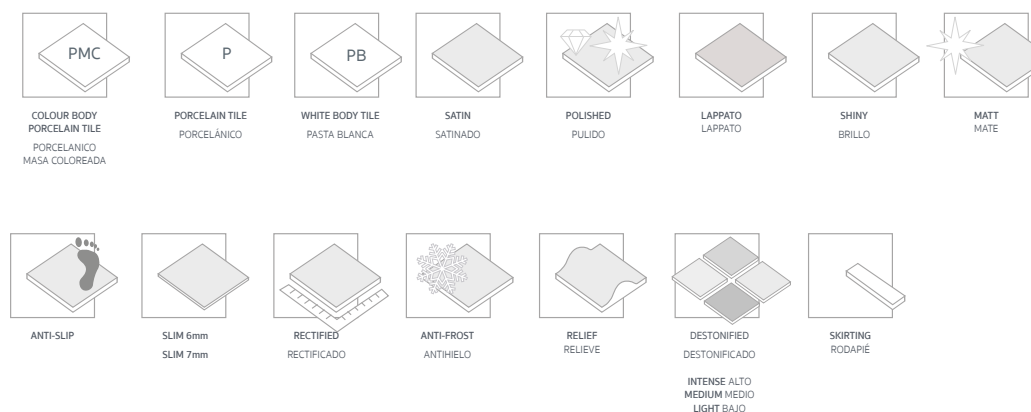 PMC
P
PB
COLOUR BODY
PORCELAIN TILE
PORCELANICO
MASA COLOREADA
PORCELAIN TILE
PORCELÁNICO
WHITE BODY TILE
PASTA BLANCA
SATIN
SATINADO
POLISHED
PULIDO
LAPPATO
LAPPATO
SHINY
BRILLO
MATT
MATE
ANTI-SLIP
SLIM 6mm
SLIM 7mm
RECTIFIED
RECTIFICADO
ANTI-FROST
ANTIHIELO
RELIEF
RELIEVE
DESTONIFIED
DESTONIFICADO
INTENSE ALTO
MEDIUM MEDIO
LIGHT BAJO
SKIRTING
RODAPIÉ